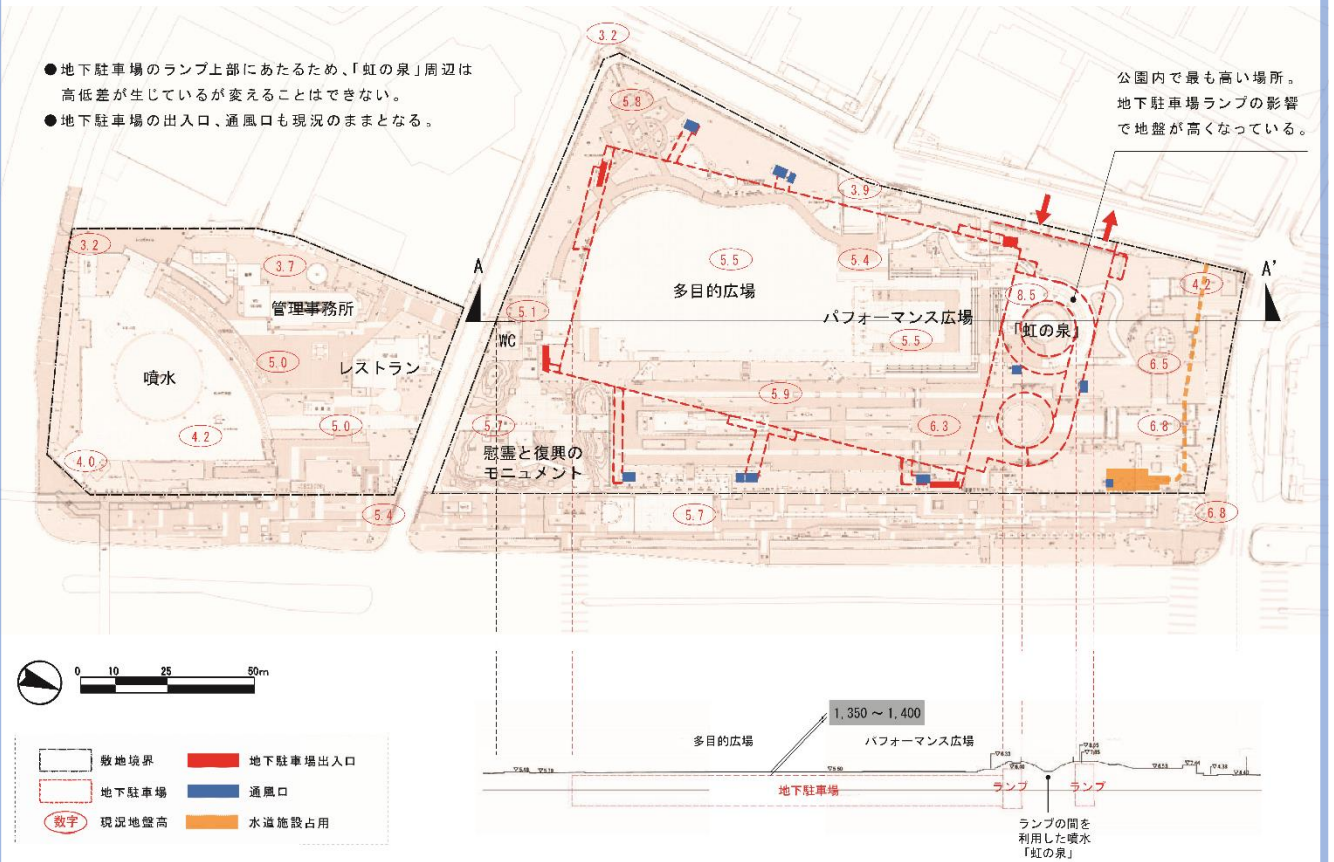 ●地下駐車場のランプ上部にあたるため、「虹の泉」周辺は
高低差が生じているが変えることはできない。
●地下駐車場の出入口、通風口も現況のままとなる。
公園内で最も高い場所。
地下駐車場ランプの影響
で地盤が高くなっている。
3.2
5.8
3.9
3.2
3.7
管理事務所
A
5.1
WC
5.5
多目的広場
5.4
パフォーマンス広場
5.5
8.5
「虹の泉」
4.2
A'
噴水
5.0
レストラン
6.5
4.2
5.0
5.9
6.3
6.8
4.0
5.7
慰霊と復興の
モニュメント
5.4
5.7
6.8
0 10 25 50m
敷地境界
地下駐車場出入口
地下駐車場
通風口
数字
現況地盤高
水道施設占用
1,350～1,400
多目的広場
パフォーマンス広場
地下駐車場
ランプ
ランプ
ランプの間を
利用した噴水
「虹の泉」